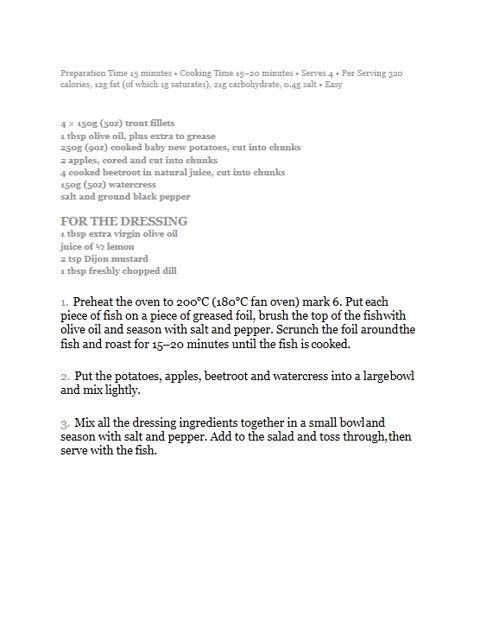 Preparation Time 15 minutes • Cooking Time 15–20 minutes • Serves 4 • Per Serving 320
calories, 12g fat (of which 1g saturates), 21g carbohydrate, 0.4g salt • Easy
4 × 150g (5oz) trout fillets
1 tbsp olive oil, plus extra to grease
250g (9oz) cooked baby new potatoes, cut into chunks
2 apples, cored and cut into chunks
4 cooked beetroot in natural juice, cut into chunks
150g (5oz) watercress
salt and ground black pepper
FOR THE DRESSING
1 tbsp extra virgin olive oil
juice of ½ lemon
2 tsp Dijon mustard
1 tbsp freshly chopped dill
1. Preheat the oven to 200°C (180°C fan oven) mark 6. Put each
piece of fish on a piece of greased foil, brush the top of the fishwith
olive oil and season with salt and pepper. Scrunch the foil aroundthe
fish and roast for 15–20 minutes until the fish is cooked.
2. Put the potatoes, apples, beetroot and watercress into a largebowl
and mix lightly.
3. Mix all the dressing ingredients together in a small bowland
season with salt and pepper. Add to the salad and toss through,then
serve with the fish.